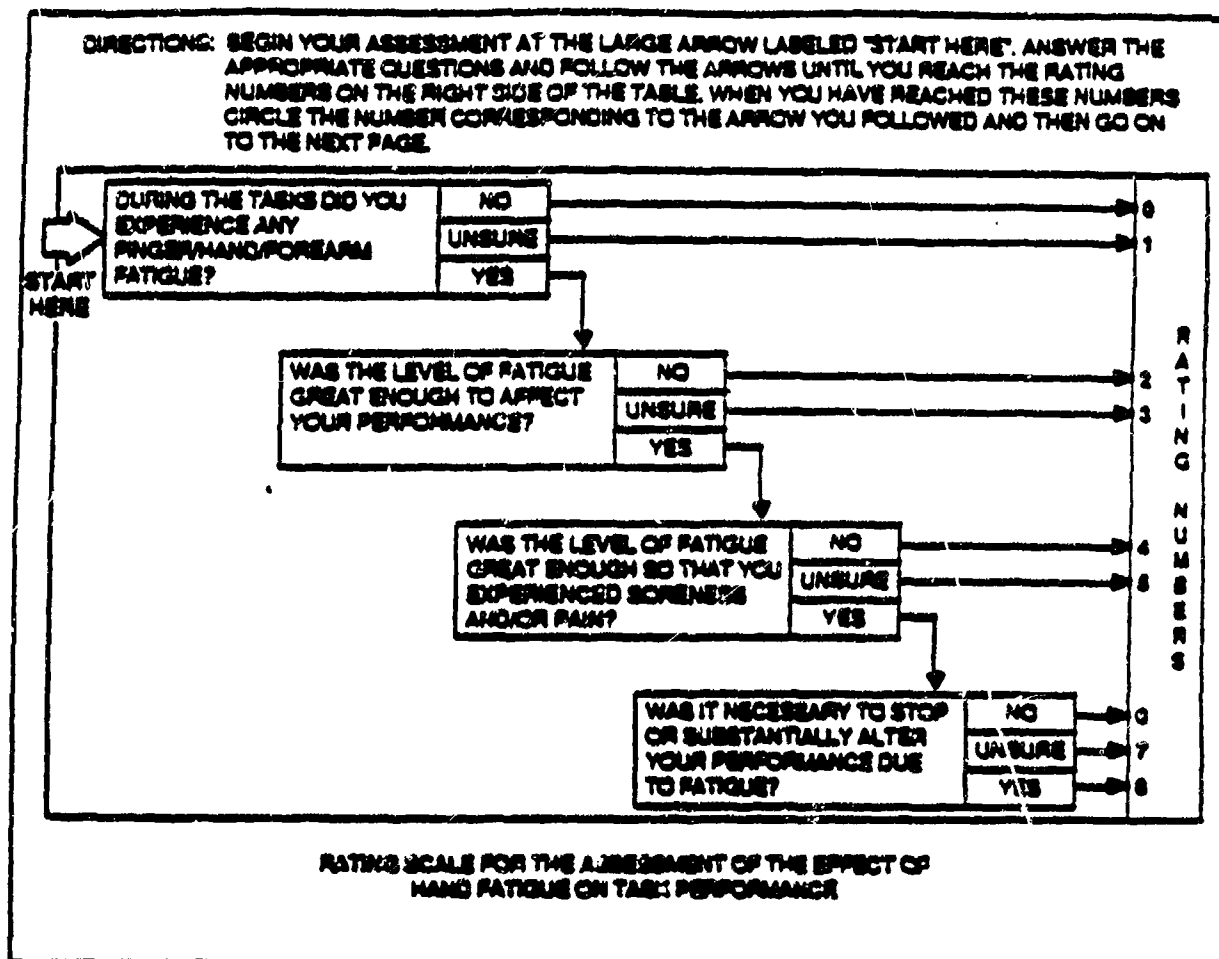 DIRECTIONS: BEGIN YOUR ASSESSMENT AT THE LARGE ARROW LABELED "START HERE". ANSWER THE
APPROPRIATE QUESTIONS AND FOLLOW THE ARROWS UNTIL YOU REACH THE RATING
NUMBERS ON THE RIGHT SIDE OF THE TABLE. WHEN YOU HAVE REACHED THESE NUMBERS
CIRCLE THE NUMBER CORRESPONDING TO THE ARROW YOU FOLLOWED AND THEN GO ON
TO THE NEXT PAGE.
START
HERE
DURING THE TASKS DID YOU
EXPERIENCE ANY
FINGER/HAND/FOREARM
FATIGUE?
NO
UNSURE
YES
0
1
WAS THE LEVEL OF FATIGUE
GREAT ENOUGH TO AFFECT
YOUR PERFORMANCE?
NO
UNSURE
YES
2
3
WAS THE LEVEL OF FATIGUE
GREAT ENOUGH SO THAT YOU
EXPERIENCED SORENESS
AND/OR PAIN?
NO
UNSURE
YES
4
5
WAS IT NECESSARY TO STOP
OR SUBSTANTIALLY ALTER
YOUR PERFORMANCE DUE
TO FATIGUE?
NO
UNSURE
YES
6
7
8
RATING NUMBERS
RATING SCALE FOR THE ASSESSMENT OF THE EFFECT OF
HAND FATIGUE ON TASK PERFORMANCE